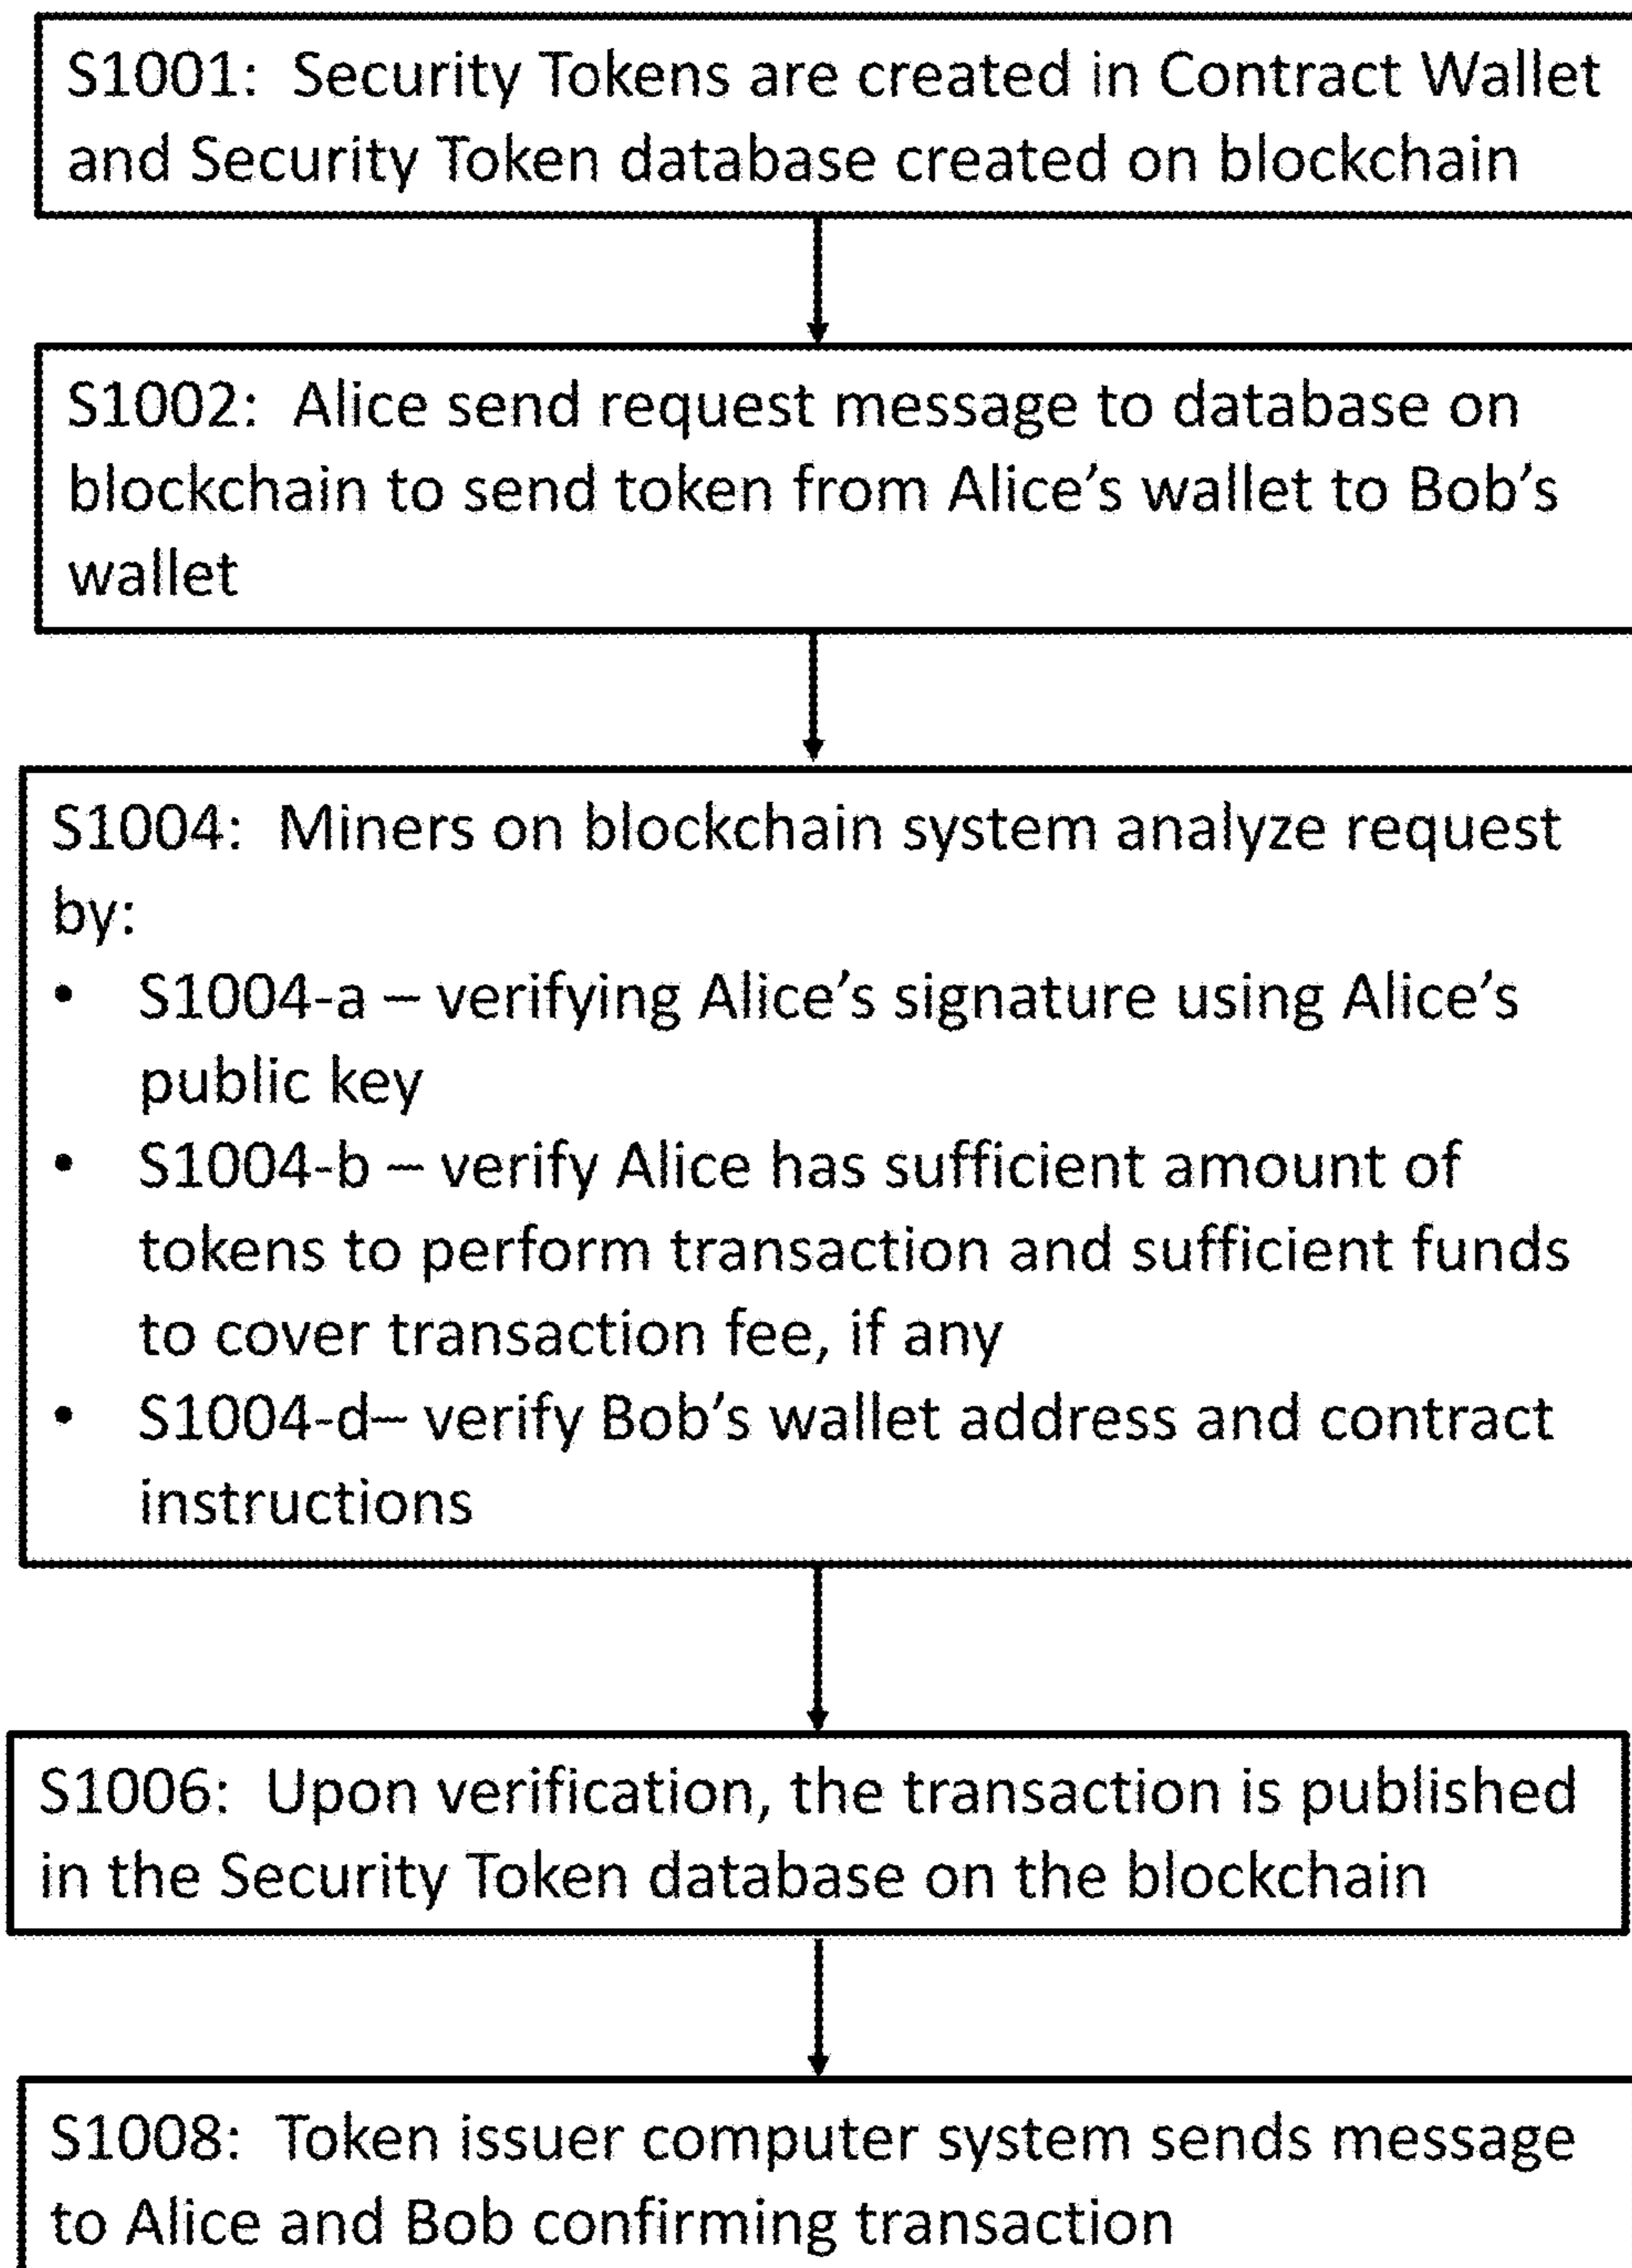 S1001: Security Tokens are created in Contract Wallet
and Security Token database created on blockchain
S1002: Alice send request message to database on
blockchain to send token from Alice’s wallet to Bob’s
wallet
S1004: Miners on blockchain system analyze request
by:
• S1004-a – verifying Alice’s signature using Alice’s
public key
• S1004-b – verify Alice has sufficient amount of
tokens to perform transaction and sufficient funds
to cover transaction fee, if any
• S1004-d– verify Bob’s wallet address and contract
instructions
S1006: Upon verification, the transaction is published
in the Security Token database on the blockchain
S1008: Token issuer computer system sends message
to Alice and Bob confirming transaction